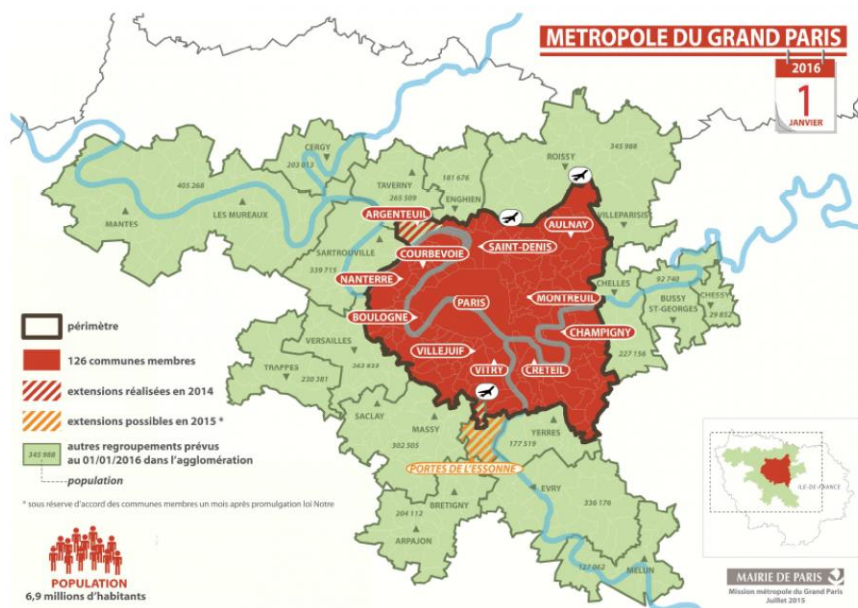 METROPOLE DU GRAND PARIS
2016
1
JANVIER
CERGY
203 813
ROISSY
345 988
TAVERNY
265 509
181 676
ENGHIEN
405 268
LES MUREAUX
MANTES
ARGENTEUIL
AULNAY
VILLEPARISIS
SAINT-DENIS
SARTROUVILLE
COURBEVOIE
339 715
NANTERRE
CHELLES
92 740
CHESSY
BUSSY
ST-GEORGES
29 852
PARIS
MONTREUIL
BOULOGNE
CHAMPIGNY
VERSAILLES
VILLEJUIF
227 156
VITRY
CRETEIL
TRAPPES
230 381
SACLAY
MASSY
302 505
177 519
YERRES
PORTES DE L'ESSONNE
EVRY
336 176
BRETIGNY
204 112
ARPAJON
127 062
MELUN
périmètre
126 communes membres
extensions réalisées en 2014
extensions possibles en 2015 *
345 988
autres regroupements prévus
au 01/01/2016 dans l'agglomération
population
* sous réserve d'accord des communes membres un mois après promulgation loi Notre
POPULATION
6,9 millions d'habitants
ILE-DE-FRANCE
MAIRIE DE PARIS
Mission métropole du Grand Paris
Juillet 2015